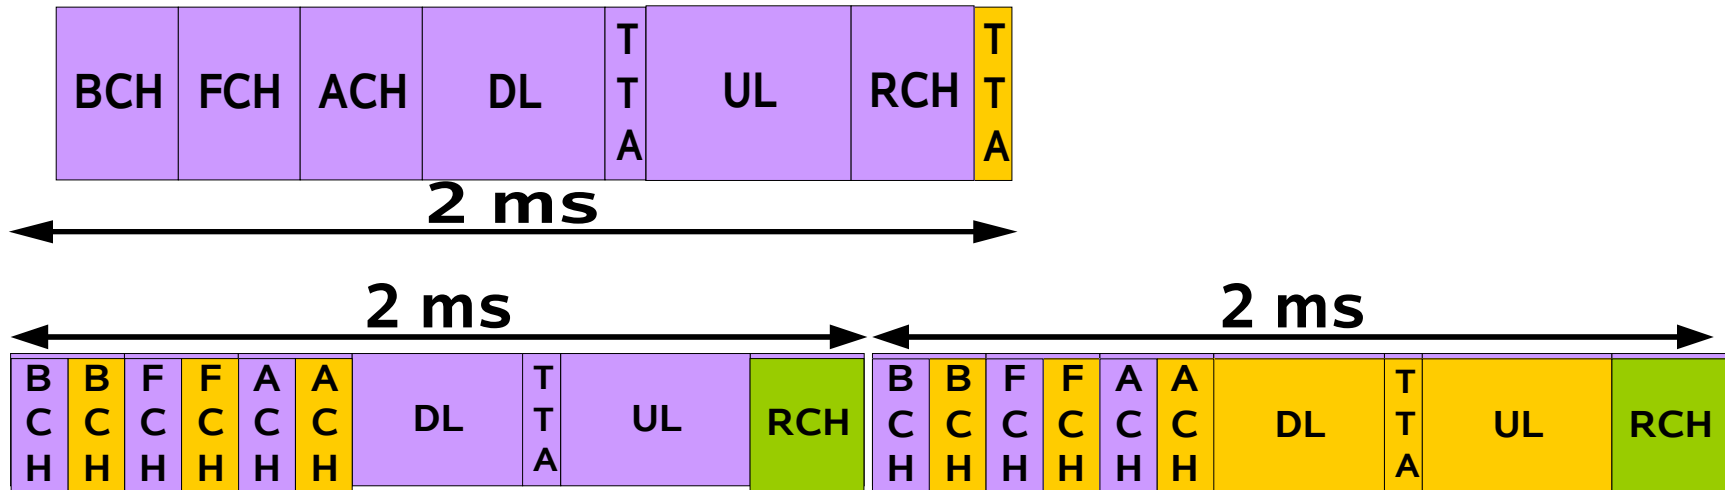 BCH FCH ACH DL TTA UL RCH TTA
2 ms
2 ms 2 ms
BCH BCH FCH FCH ACH ACH DL TTA UL RCH BCH BCH FCH FCH ACH ACH DL TTA UL RCH